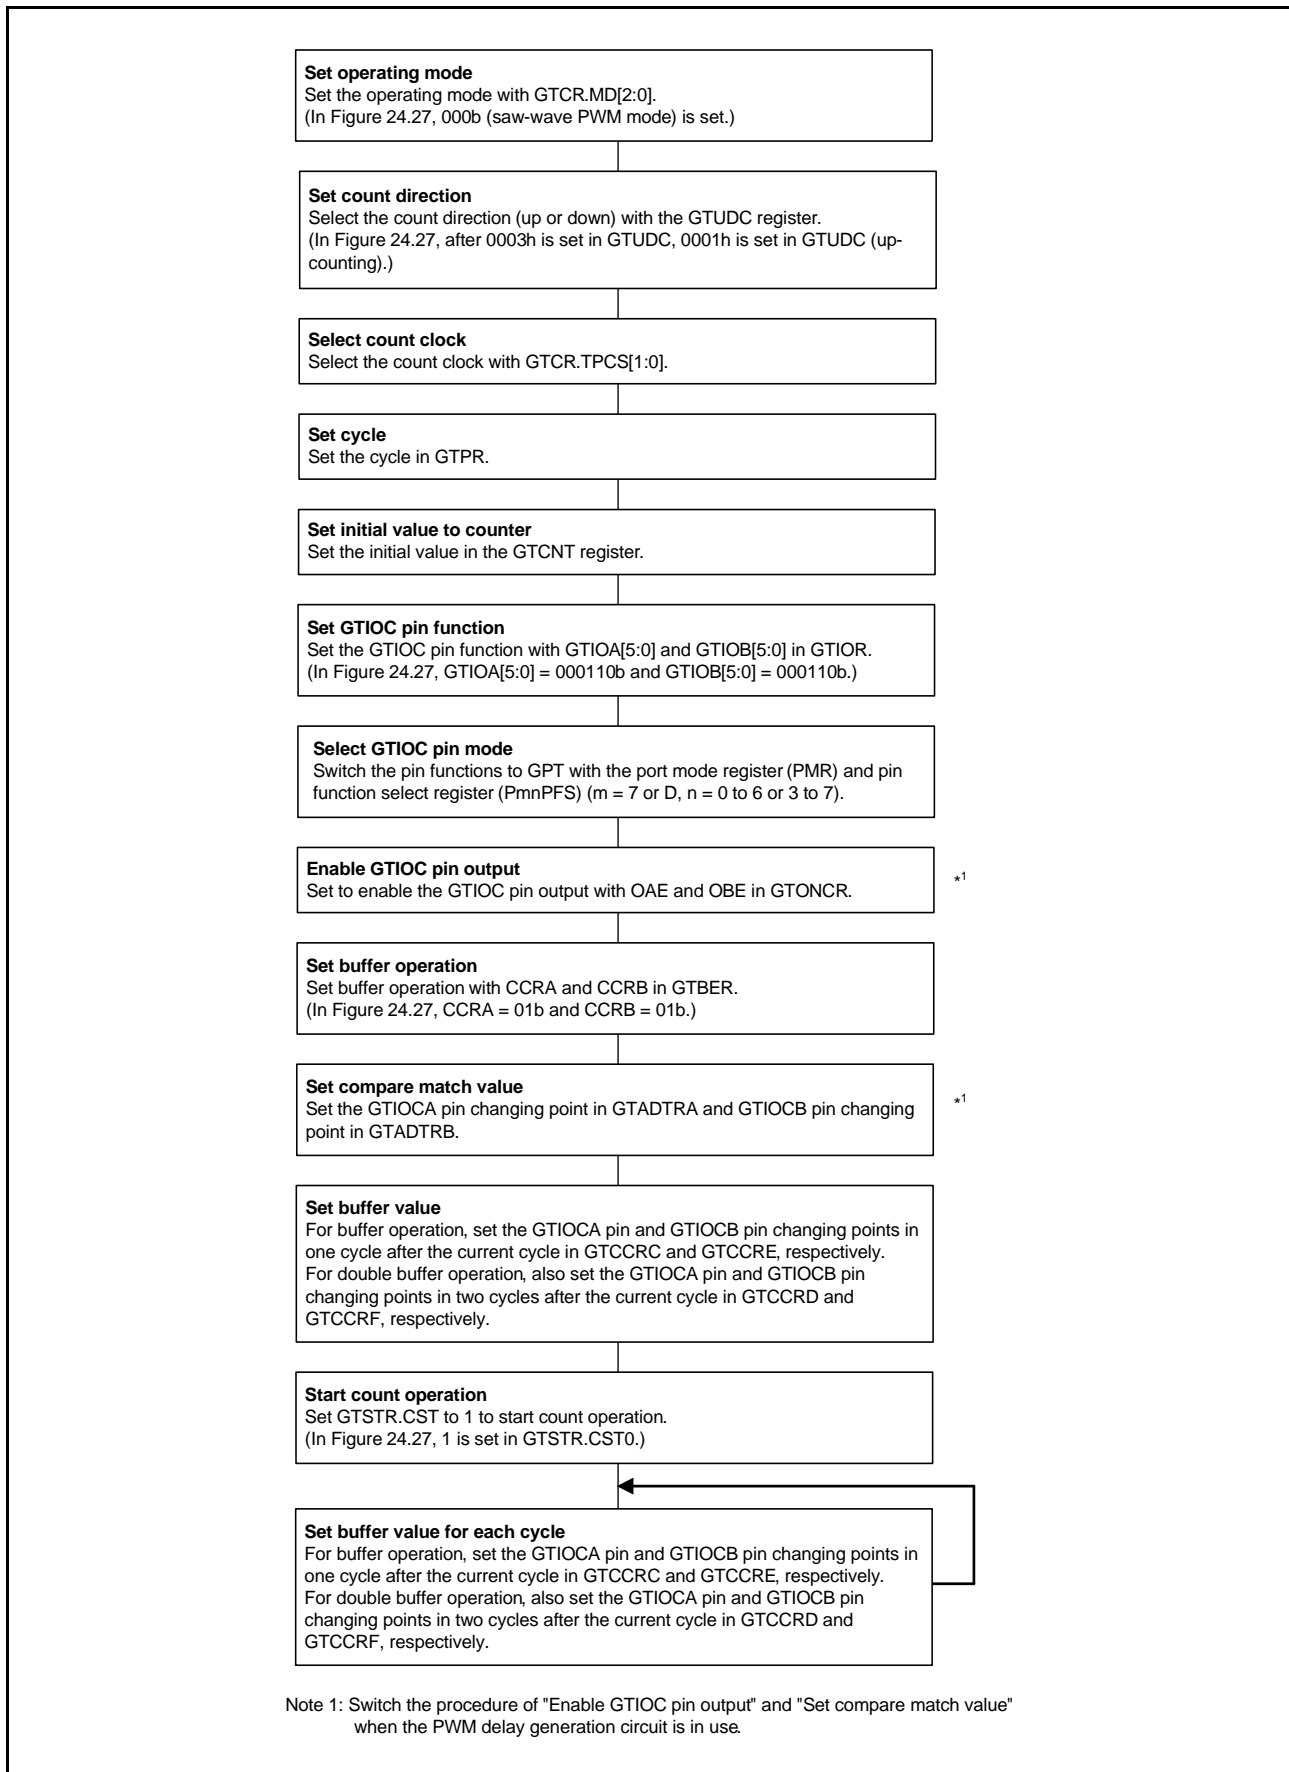 Set operating mode
Set the operating mode with GTCR.MD[2:0].
(In Figure 24.27, 000b (saw-wave PWM mode) is set.)
Set count direction
Select the count direction (up or down) with the GTUDC register.
(In Figure 24.27, after 0003h is set in GTUDC, 0001h is set in GTUDC (up-
counting).)
Select count clock
Select the count clock with GTCR.TPCS[1:0].
Set cycle
Set the cycle in GTPR.
Set initial value to counter
Set the initial value in the GTCNT register.
Set GTIOC pin function
Set the GTIOC pin function with GTIOA[5:0] and GTIOB[5:0] in GTIOR.
(In Figure 24.27, GTIOA[5:0] = 000110b and GTIOB[5:0] = 000110b.)
Select GTIOC pin mode
Switch the pin functions to GPT with the port mode register (PMR) and pin
function select register (PmnPFS) (m = 7 or D, n = 0 to 6 or 3 to 7).
Enable GTIOC pin output
Set to enable the GTIOC pin output with OAE and OBE in GTONCR.
*1
Set buffer operation
Set buffer operation with CCRA and CCRB in GTBER.
(In Figure 24.27, CCRA = 01b and CCRB = 01b.)
Set compare match value
Set the GTIOCA pin changing point in GTADTRA and GTIOCB pin changing
point in GTADTRB.
*1
Set buffer value
For buffer operation, set the GTIOCA pin and GTIOCB pin changing points in
one cycle after the current cycle in GTCCRC and GTCCRE, respectively.
For double buffer operation, also set the GTIOCA pin and GTIOCB pin
changing points in two cycles after the current cycle in GTCCRD and
GTCCRF, respectively.
Start count operation
Set GTSTR.CST to 1 to start count operation.
(In Figure 24.27, 1 is set in GTSTR.CST0.)
Set buffer value for each cycle
For buffer operation, set the GTIOCA pin and GTIOCB pin changing points in
one cycle after the current cycle in GTCCRC and GTCCRE, respectively.
For double buffer operation, also set the GTIOCA pin and GTIOCB pin
changing points in two cycles after the current cycle in GTCCRD and
GTCCRF, respectively.
Note 1: Switch the procedure of "Enable GTIOC pin output" and "Set compare match value"
when the PWM delay generation circuit is in use.